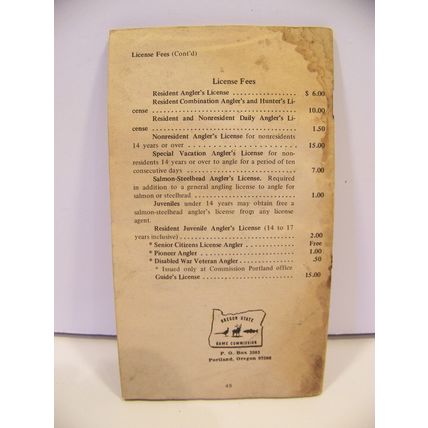 License Fees (Cont'd)
License Fees
Resident Angler's License ........................ $ 6.00
Resident Combination Angler's and Hunter's Li-
cense ........................................ 10.00
Resident and Nonresident Daily Angler's Li-
cense ........................................ 1.50
Nonresident Angler's License for nonresidents
14 years or over ............................. 15.00
Special Vacation Angler's License for non-
residents 14 years or over to angle for a period of ten
consecutive days ............................. 7.00
Salmon-Steelhead Angler's License. Required
in addition to a general angling license to angle for
salmon or steelhead .......................... 1.00
Juveniles under 14 years may obtain free a
salmon-steelhead angler's license from any license
agent.
Resident Juvenile Angler's License (14 to 17
years inclusive) ............................. 2.00
* Senior Citizens License Angler ............. Free
* Pioneer Angler ............................. 1.00
* Disabled War Veteran Angler ................ .50
* Issued only at Commission Portland office
Guide's License .............................. 15.00
OREGON STATE
GAME COMMISSION
P. O. Box 3503
Portland, Oregon 97208
48